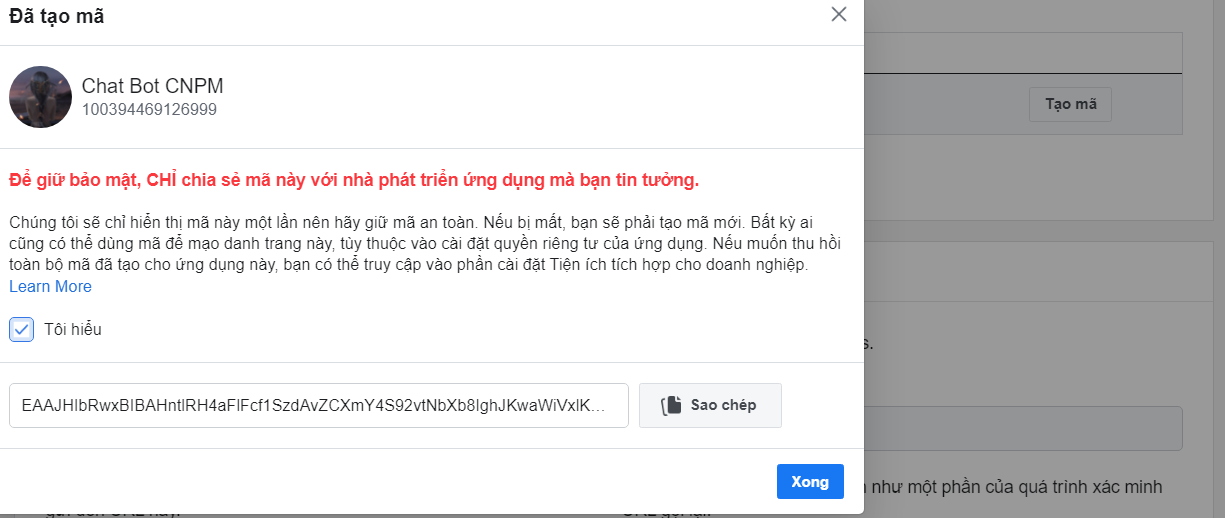 Đã tạo mã
Chat Bot CNPM
100394469126999
Tạo mã
Để giữ bảo mật, CHỈ chia sẻ mã này với nhà phát triển ứng dụng mà bạn tin tưởng.
Chúng tôi sẽ chỉ hiển thị mã này một lần nên hãy giữ mã an toàn. Nếu bị mất, bạn sẽ phải tạo mã mới. Bất kỳ ai
cũng có thể dùng mã để mạo danh trang này, tùy thuộc vào cài đặt quyền riêng tư của ứng dụng. Nếu muốn thu hồi
toàn bộ mã đã tạo cho ứng dụng này, bạn có thể truy cập vào phần cài đặt Tiện ích tích hợp cho doanh nghiệp.
Learn More
Tôi hiểu
s.
EAAJHIbRwxBIBAHntlRH4aFlFcf1SzdAvZCXmY4S92vtNbXb8lghJKwaWiVxlK…
Sao chép
Xong
như một phần của quá trình xác minh